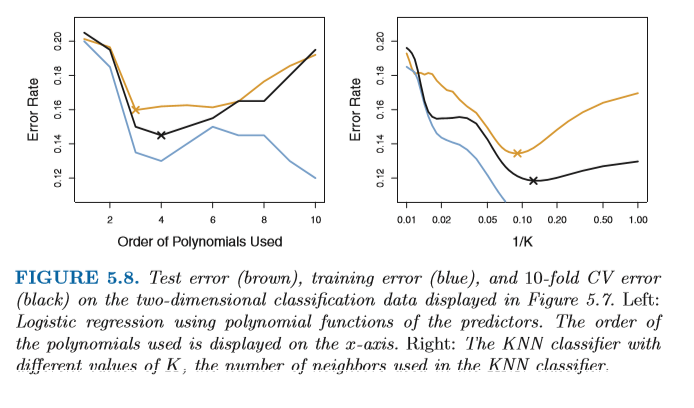 0.20
0.18
0.16
0.14
0.12
Error Rate
2 4 6 8 10
Order of Polynomials Used
0.20
0.18
0.16
0.14
0.12
Error Rate
0.01 0.02 0.05 0.10 0.20 0.50 1.00
1/K
FIGURE 5.8. Test error (brown), training error (blue), and 10-fold CV error
(black) on the two-dimensional classification data displayed in Figure 5.7. Left:
Logistic regression using polynomial functions of the predictors. The order of
the polynomials used is displayed on the x-axis. Right: The KNN classifier with
different values of K, the number of neighbors used in the KNN classifier.